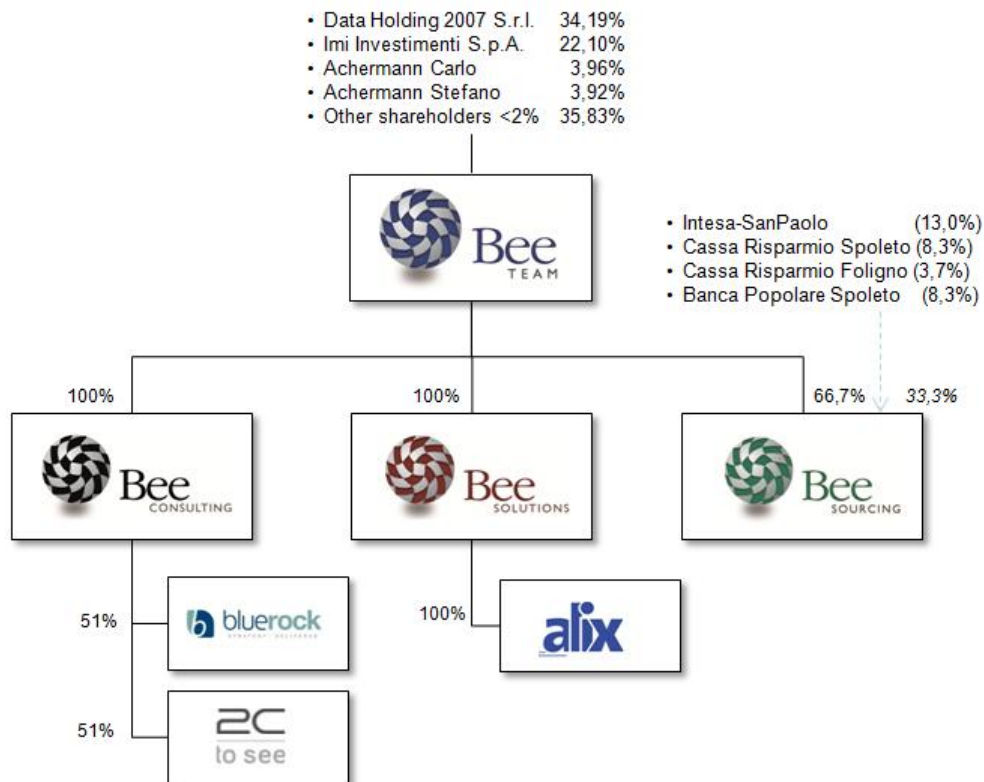 • Data Holding 2007 S.r.l. 34,19%
• Imi Investimenti S.p.A. 22,10%
• Achermann Carlo 3,96%
• Achermann Stefano 3,92%
• Other shareholders <2% 35,83%
Bee
TEAM
• Intesa-SanPaolo (13,0%)
• Cassa Risparmio Spoleto (8,3%)
• Cassa Risparmio Foligno (3,7%)
• Banca Popolare Spoleto (8,3%)
100%
100%
66,7% 33,3%
Bee
CONSULTING
Bee
SOLUTIONS
Bee
SOURCING
51%
b bluerock
100%
alix
51%
2C
to see